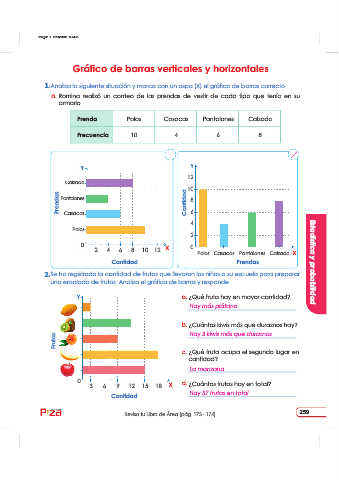 Gráfico de barras verticales y horizontales
1. Analiza la siguiente situación y marca con un aspa (X) el gráfico de barras correcto.
a. Romina realizó un conteo de las prendas de vestir de cada tipo que tenía en su
armario.
Prenda Polos Casacas Pantalones Calzado
Frecuencia 10 4 6 8
Y
Calzado
Pantalones
Casacas
Polos
Prendas
0 2 4 6 8 10 12 X
Cantidad
Y
12
10
8
6
4
2
0
Cantidad
Polos Casacas Pantalones Calzado X
Prendas
2. Se ha registrado la cantidad de frutas que llevaron los niños a su escuela para preparar
una ensalada de frutas. Analiza el gráfico de barras y responde.
Y
Frutas
0 3 6 9 12 15 18 X
Cantidad
a. ¿Qué fruta hay en mayor cantidad?
Hay más plátano
b. ¿Cuántos kiwis más que duraznos hay?
Hay 3 kiwis más que duraznos
c. ¿Qué fruta ocupa el segundo lugar en
cantidad?
La manzana
d. ¿Cuántas frutas hay en total?
Hay 57 frutas en total
Estadística y probabilidad
Revisa tu Libro de Área (pág. 173 - 174)
259